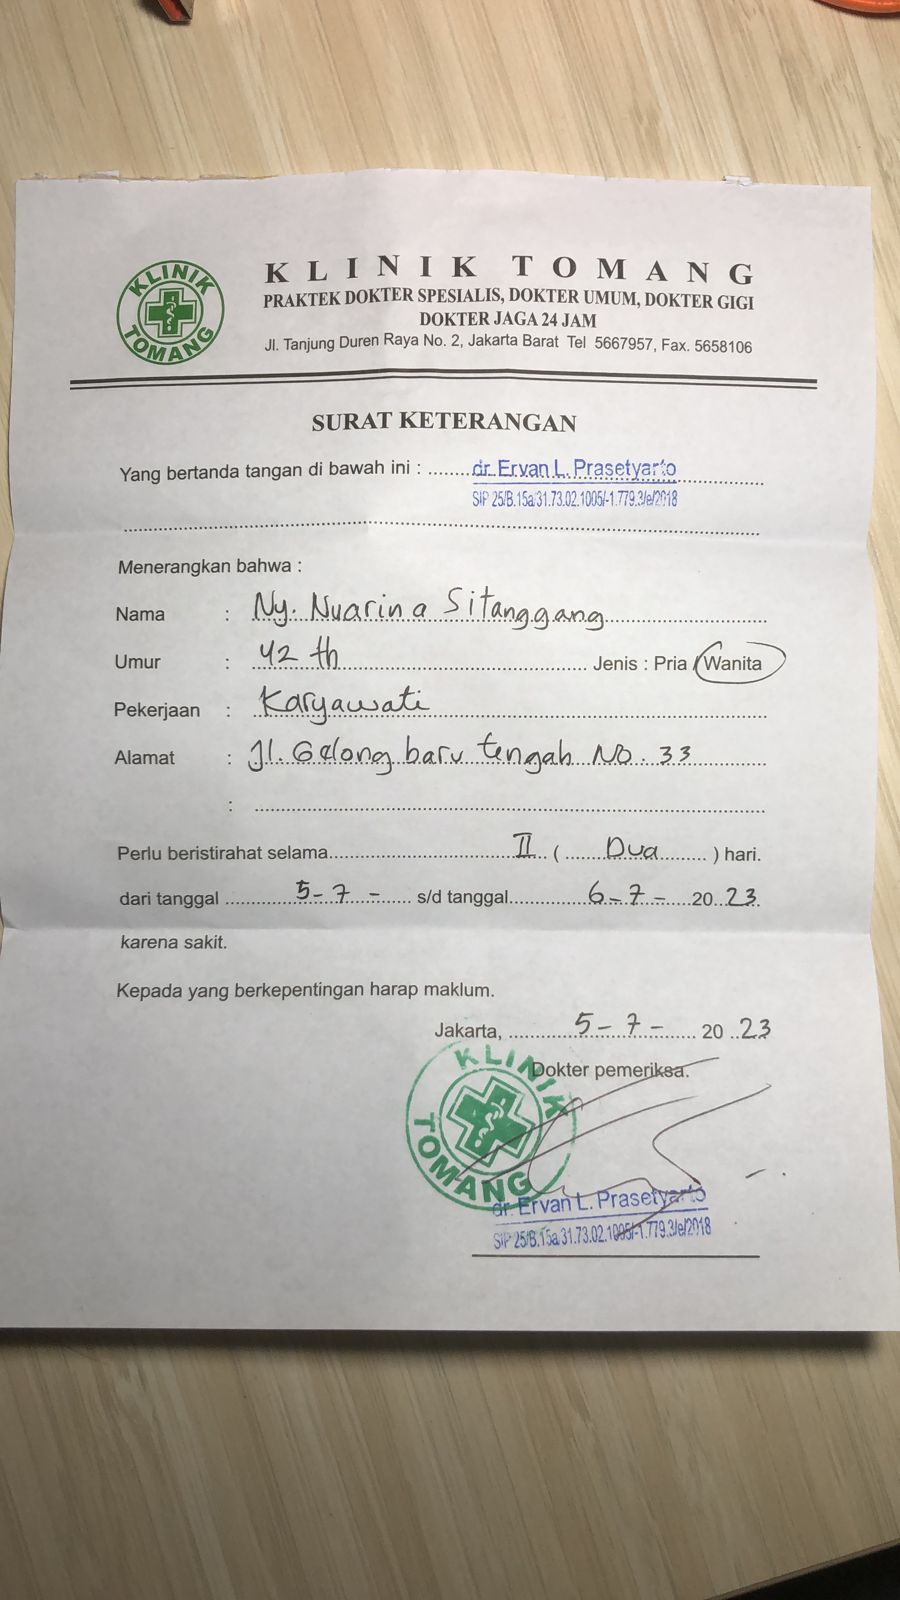 KLINIK TOMANG
KLINIK TOMANG
PRAKTEK DOKTER SPESIALIS, DOKTER UMUM, DOKTER GIGI
DOKTER JAGA 24 JAM
Jl. Tanjung Duren Raya No. 2, Jakarta Barat Tel 5667957, Fax. 5658106
SURAT KETERANGAN
Yang bertanda tangan di bawah ini : ........dr. Ervan L. Prasetyarto
SIP 25/B.15a/31.73.02.1005/-1.779.3/e/2018
Menerangkan bahwa :
Nama : Ny. Nuarina Sitanggang
Umur : 42 th Jenis : Pria / Wanita
Pekerjaan : Karyawati
Alamat : Jl. Gelong baru tengah No. 33
:
Perlu beristirahat selama II ( Dua ) hari.
dari tanggal 5-7- s/d tanggal 6-7- 20 23
karena sakit.
Kepada yang berkepentingan harap maklum.
Jakarta, 5-7- 20 23
Dokter pemeriksa.
KLINIK TOMANG
dr. Ervan L. Prasetyarto
SIP 25/B.15a/31.73.02.1005/-1.779.3/e/2018